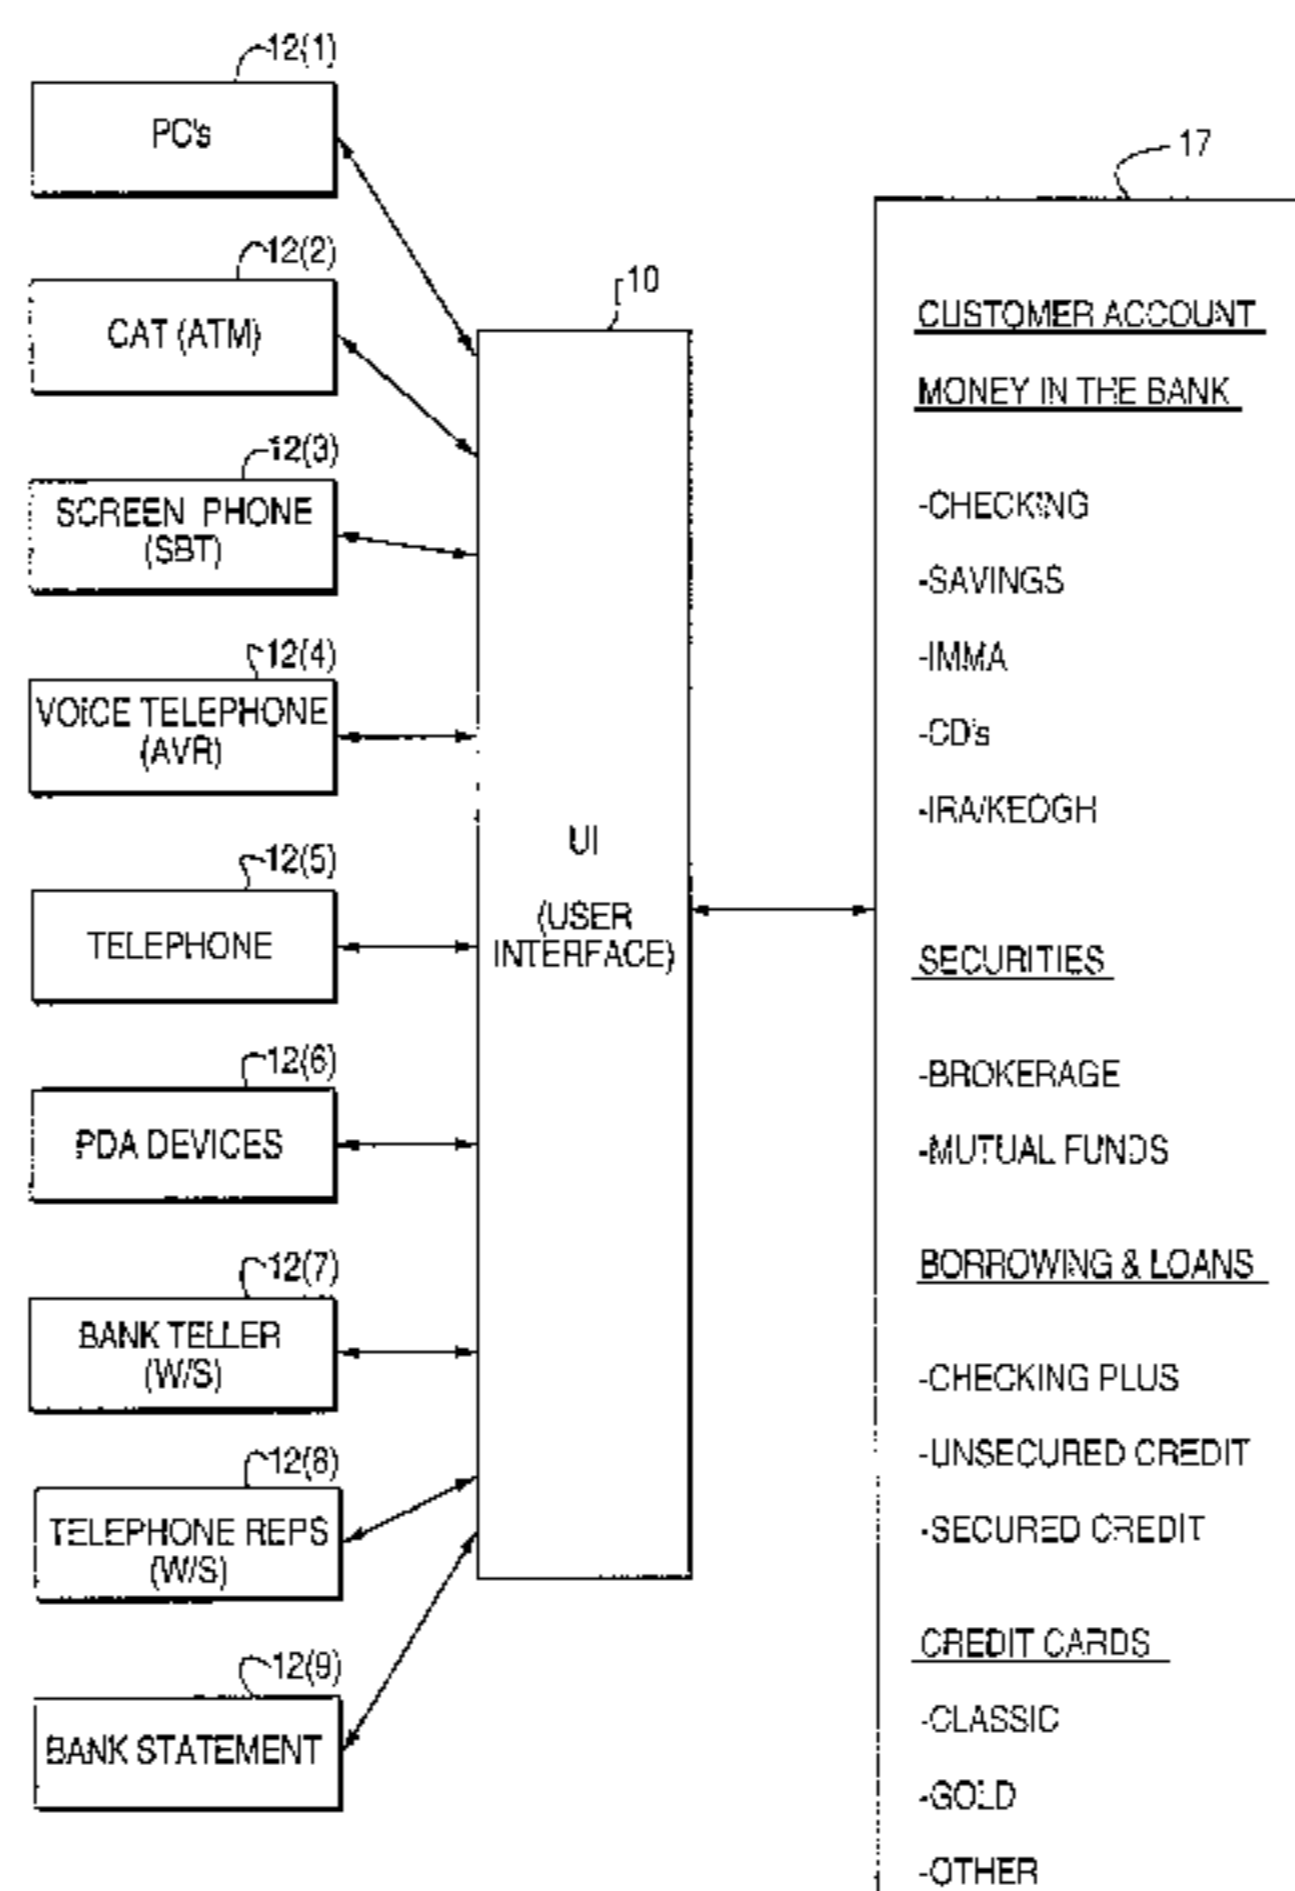 12(1)
PC's
12(2)
CAT (ATM)
12(3)
SCREEN PHONE
(SBT)
12(4)
VOICE TELEPHONE
(AVR)
12(5)
TELEPHONE
12(6)
PDA DEVICES
12(7)
BANK TELLER
(W/S)
12(8)
TELEPHONE REPS
(W/S)
12(9)
BANK STATEMENT
10
UI
(USER
INTERFACE)
17
CUSTOMER ACCOUNT
MONEY IN THE BANK
-CHECKING
-SAVINGS
-IMMA
-CD's
-IRA/KEOGH
SECURITIES
-BROKERAGE
-MUTUAL FUNDS
BORROWING & LOANS
-CHECKING PLUS
-UNSECURED CREDIT
-SECURED CREDIT
CREDIT CARDS
-CLASSIC
-GOLD
-OTHER